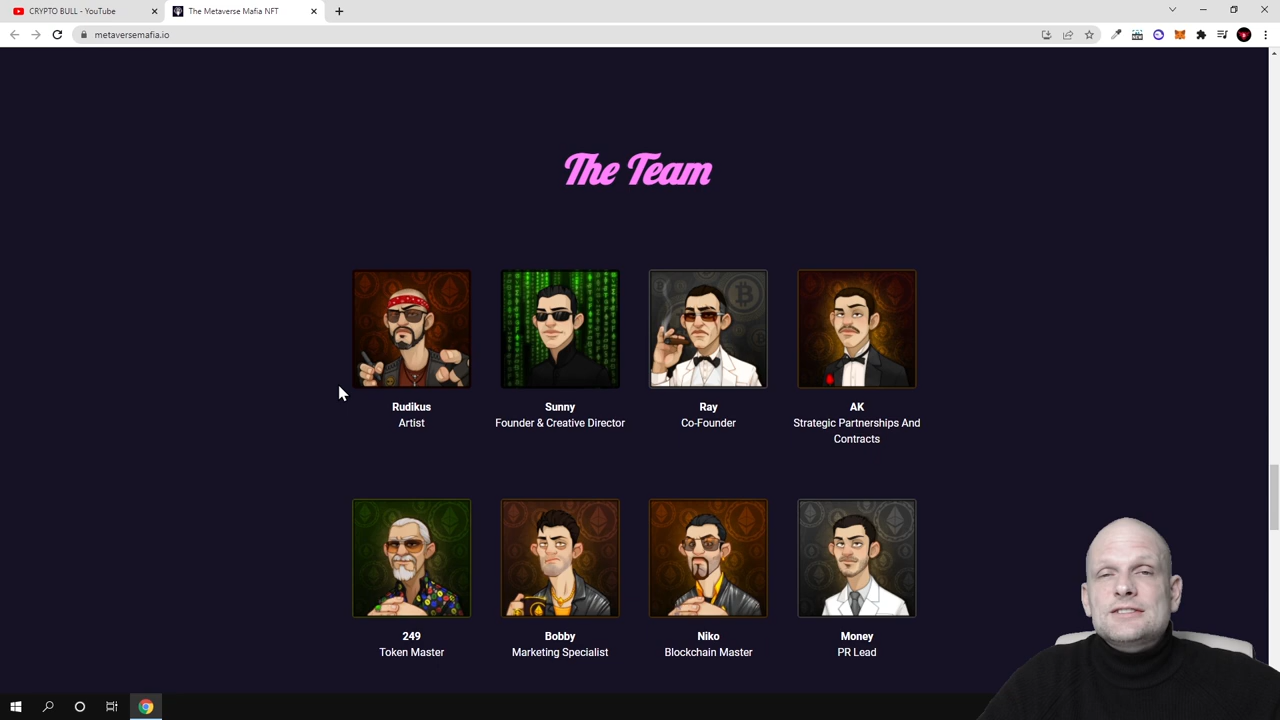 CRYPTO BULL - YouTube
The Metaverse Mafia NFT
metaversemafia.io
The Team
Rudikus
Artist
Sunny
Founder & Creative Director
Ray
Co-Founder
AK
Strategic Partnerships And
Contracts
249
Token Master
Bobby
Marketing Specialist
Niko
Blockchain Master
Money
PR Lead